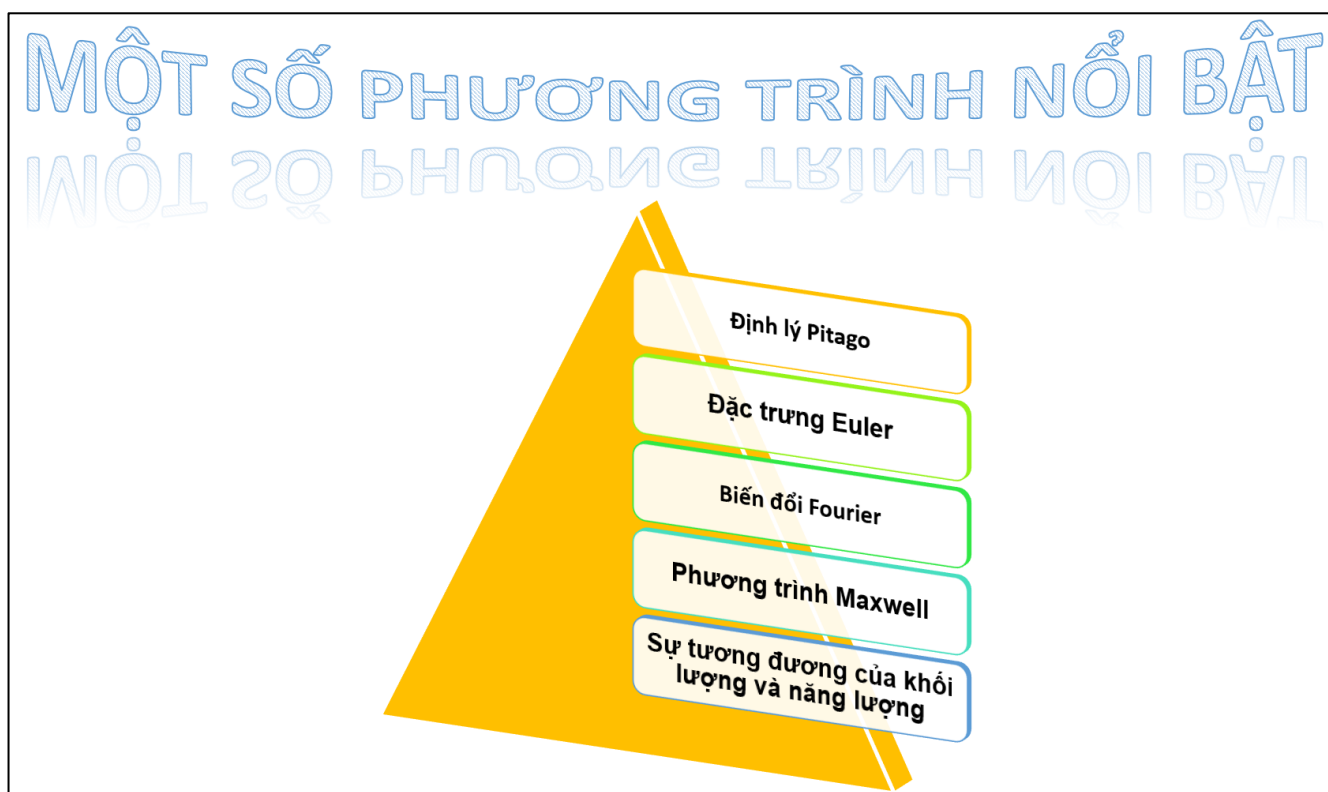 MỘT SỐ PHƯƠNG TRÌNH NỔI BẬT
Định lý Pitago
Đặc trưng Euler
Biến đổi Fourier
Phương trình Maxwell
Sự tương đương của khối
lượng và năng lượng